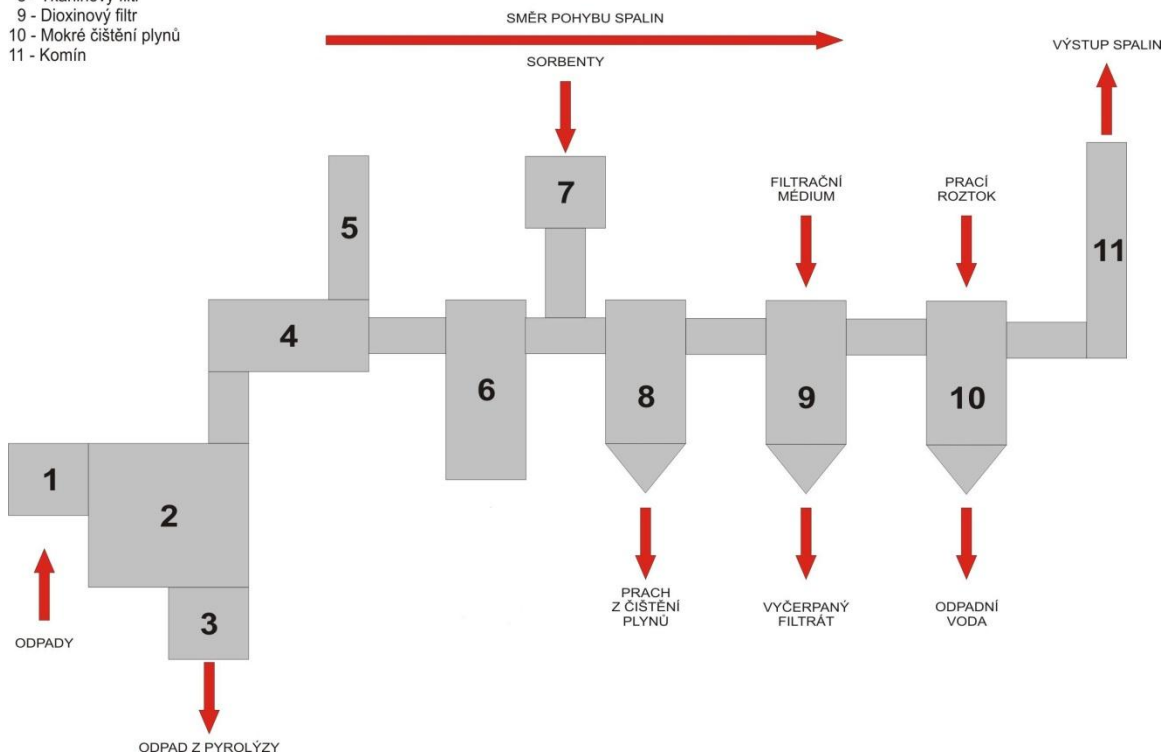 9 - Dioxinový filtr
10 - Mokré čištění plynů
11 - Komín
SMĚR POHYBU SPALIN
SORBENTY
VÝSTUP SPALIN
7
FILTRAČNÍ
MÉDIUM
PRACÍ
ROZTOK
5
11
4
6
8
9
10
1
2
3
ODPADY
PRACH
Z ČIŠTĚNÍ
PLYNŮ
VYČERPANÝ
FILTRÁT
ODPADNÍ
VODA
ODPAD Z PYROLÝZY